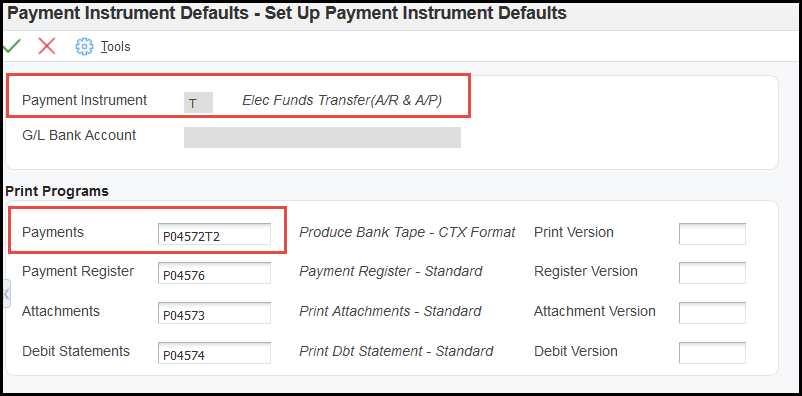 Payment Instrument Defaults - Set Up Payment Instrument Defaults
Tools
Payment Instrument T Elec Funds Transfer(A/R & A/P)
G/L Bank Account
Print Programs
Payments P04572T2 Produce Bank Tape - CTX Format Print Version
Payment Register P04576 Payment Register - Standard Register Version
Attachments P04573 Print Attachments - Standard Attachment Version
Debit Statements P04574 Print Dbt Statement - Standard Debit Version